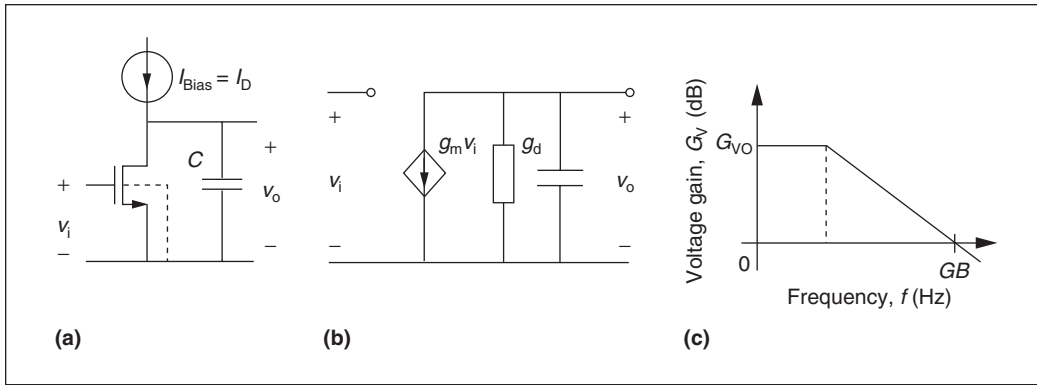 I_Bias = I_D
C
+
v_o
−
+
v_i
−
(a)
+
v_i
−
g_m v_i
g_d
+
v_o
−
(b)
Voltage gain, G_V (dB)
G_VO
0
GB
Frequency, f (Hz)
(c)